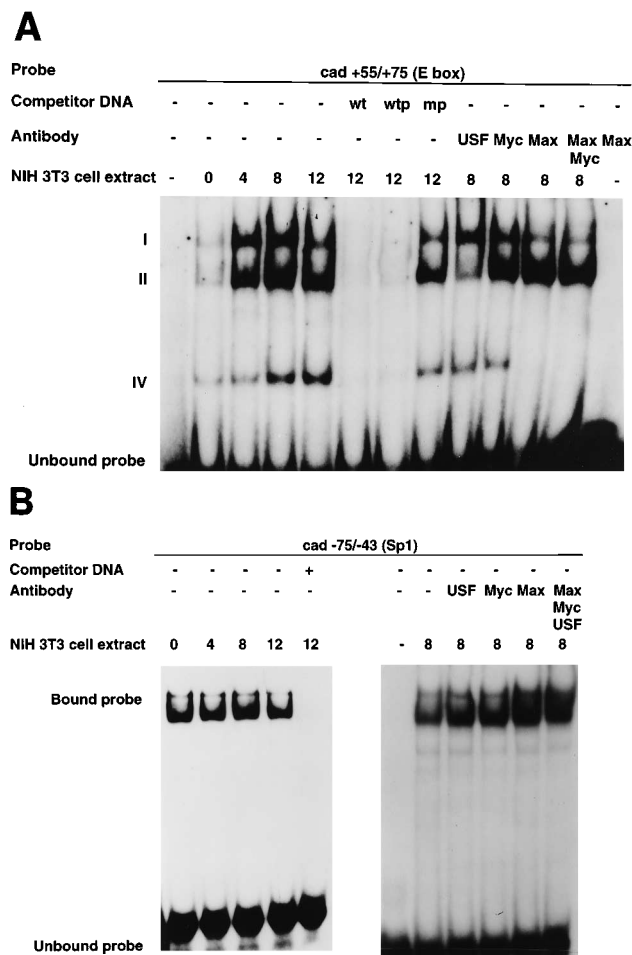 A
Probe cad +55/+75 (E box)
Competitor DNA - - - - - wt wtp mp - - - - -
Antibody - - - - - - - - USF Myc Max Max Max
Myc
NIH 3T3 cell extract - 0 4 8 12 12 12 12 8 8 8 8 -
I
II
IV
Unbound probe
B
Probe cad -75/-43 (Sp1)
Competitor DNA - - - - + - - - - - -
Antibody - - - - - - - USF Myc Max Max
Myc
USF
NIH 3T3 cell extract 0 4 8 12 12 - 8 8 8 8 8
Bound probe
Unbound probe